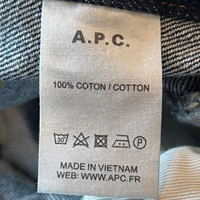 A.P.C.
100% COTON / COTTON
MADE IN VIETNAM
WEB: WWW.APC.FR